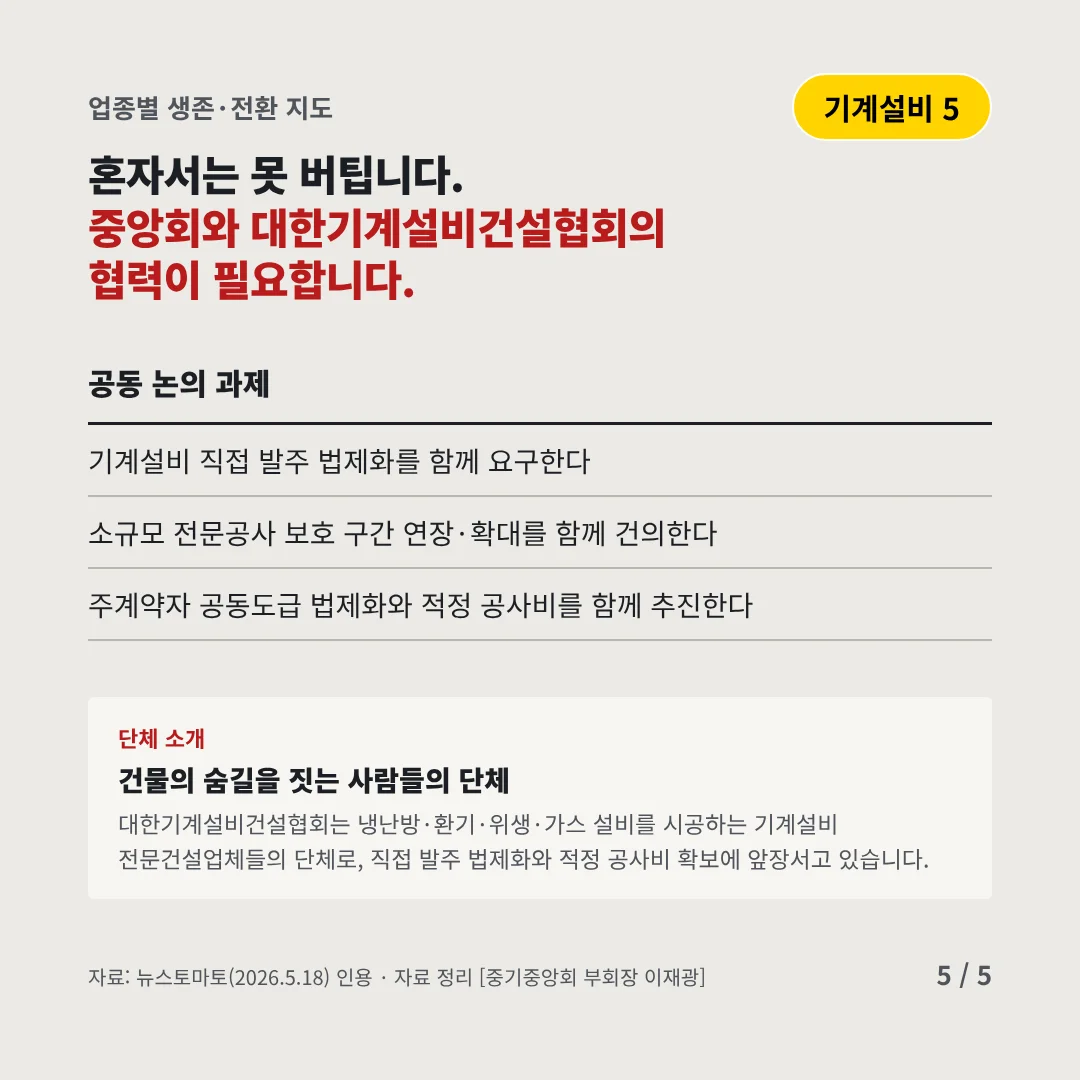 업종별 생존·전환 지도
기계설비 5
혼자서는 못 버팁니다.
중앙회와 대한기계설비건설협회의
협력이 필요합니다.
공동 논의 과제
기계설비 직접 발주 법제화를 함께 요구한다
소규모 전문공사 보호 구간 연장·확대를 함께 건의한다
주계약자 공동도급 법제화와 적정 공사비를 함께 추진한다
단체 소개
건물의 숨길을 짓는 사람들의 단체
대한기계설비건설협회는 냉난방·환기·위생·가스 설비를 시공하는 기계설비
전문건설업체들의 단체로, 직접 발주 법제화와 적정 공사비 확보에 앞장서고 있습니다.
자료: 뉴스토마토(2026.5.18) 인용 · 자료 정리 [중기중앙회 부회장 이재광]
5 / 5